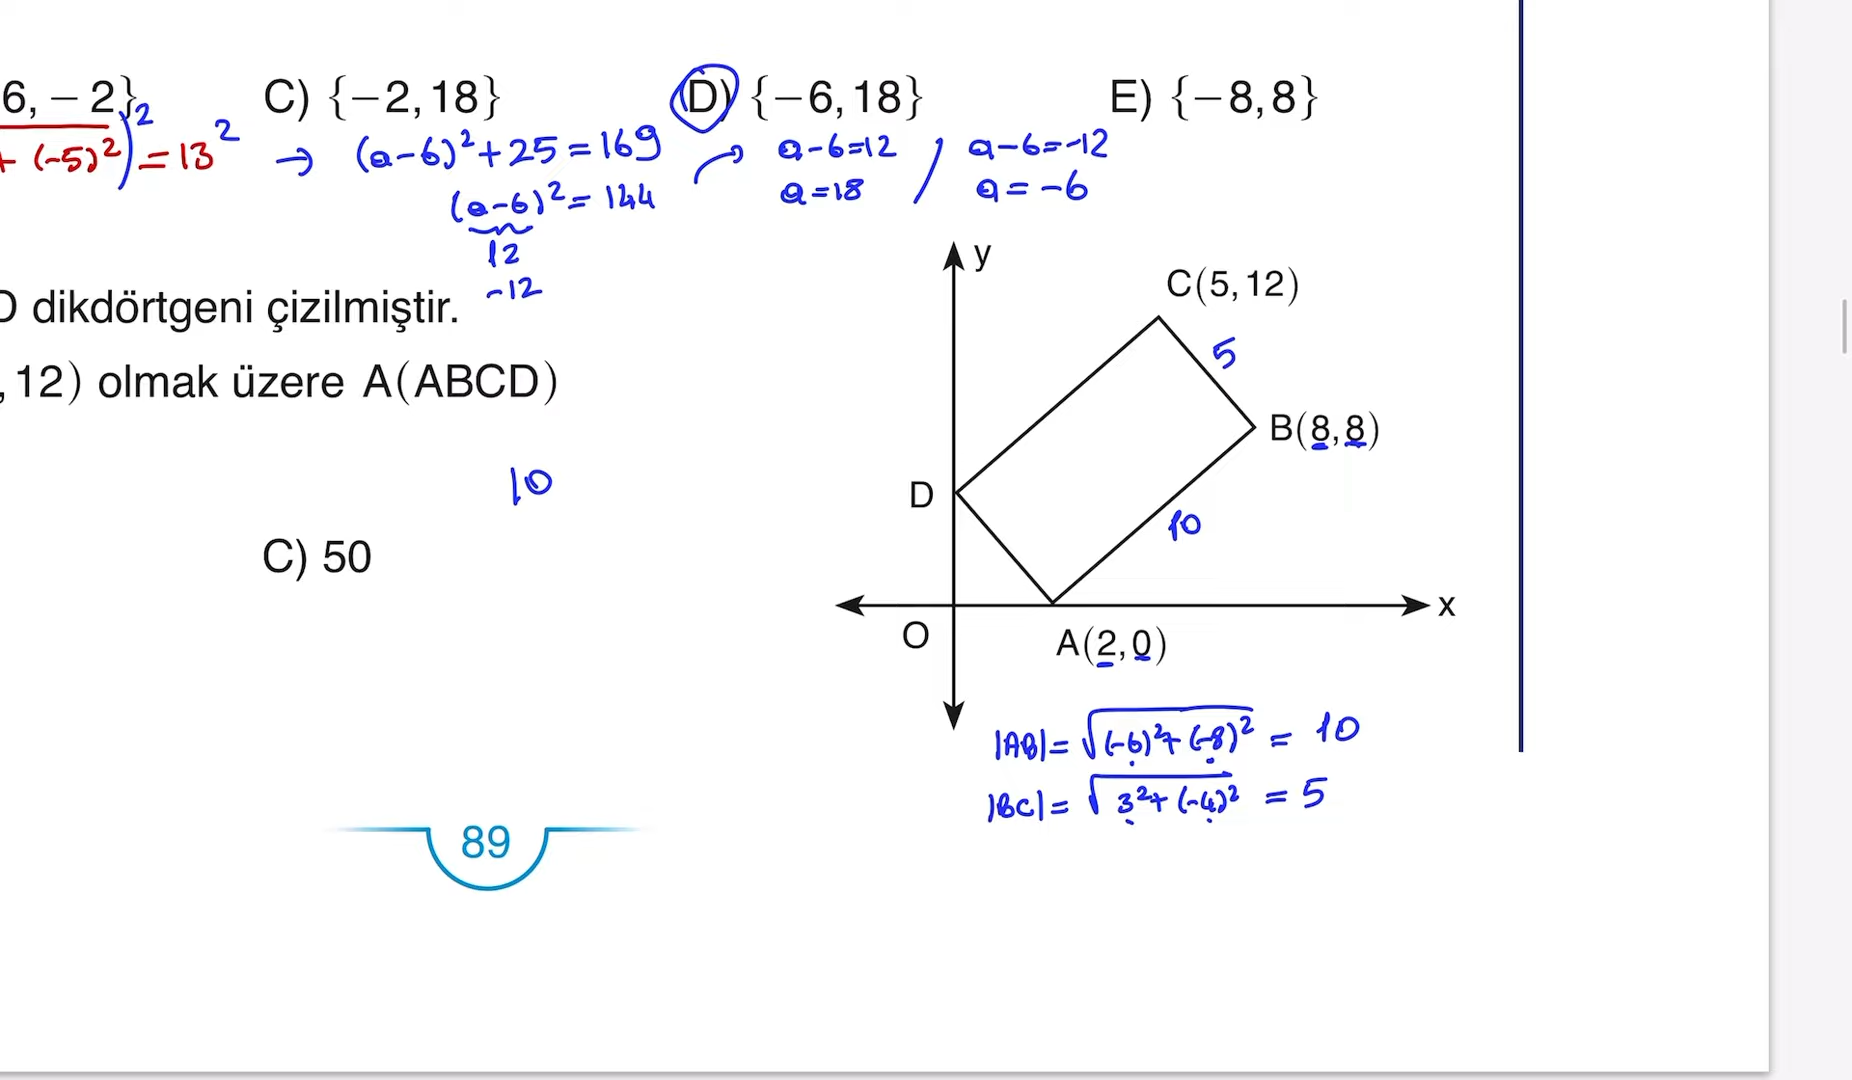 6, – 2}
C) {–2, 18}
D) {–6, 18}
E) {–8, 8}
+ (-5)²)² = 13² → (a-6)² + 25 = 169
a-6=12 / a-6=-12
(a-6)² = 144
a=18
a=-6
12
-12
D dikdörtgeni çizilmiştir.
, 12) olmak üzere A(ABCD)
10
C) 50
y
C(5, 12)
5
B(8, 8)
D
10
x
O
A(2, 0)
|AB| = √(-6)² + (-8)² = 10
|BC| = √3² + (-4)² = 5
89